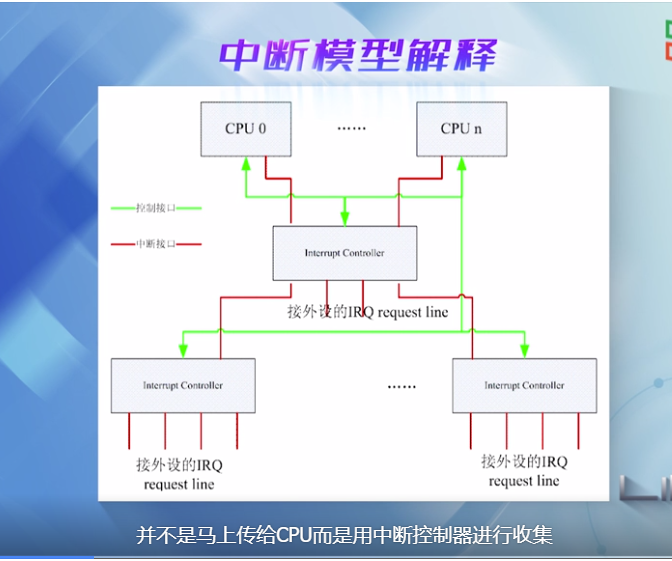 中断模型解释
CPU 0
……
CPU n
控制接口
中断接口
Interrupt Controller
接外设的IRQ request line
Interrupt Controller
……
Interrupt Controller
接外设的IRQ
request line
接外设的IRQ
request line
并不是马上传给CPU而是用中断控制器进行收集